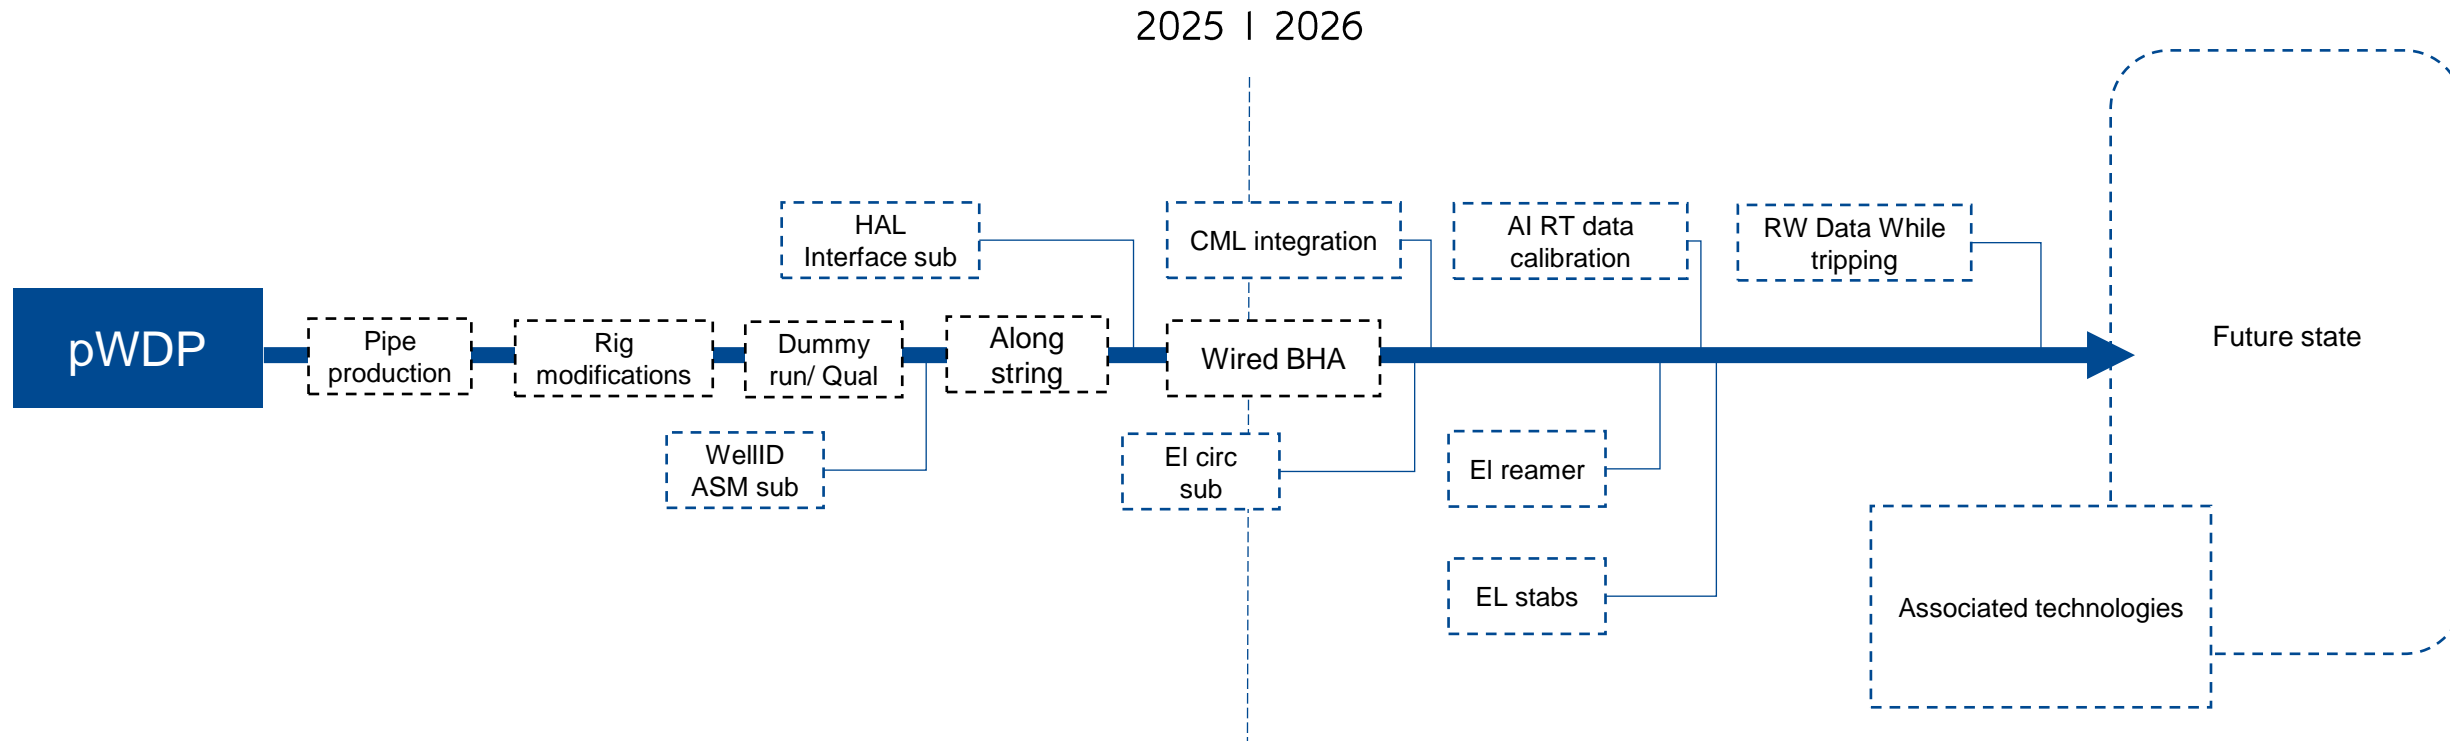 2025 | 2026
HAL
Interface sub
CML integration
AI RT data
calibration
RW Data While
tripping
pWDP
Pipe
production
Rig
modifications
Dummy
run/ Qual
Along
string
Wired BHA
Future state
WellID
ASM sub
El circ
sub
El reamer
EL stabs
Associated technologies